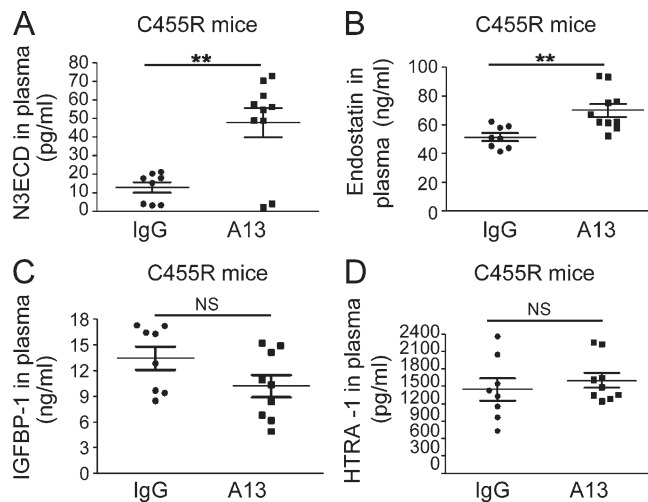 A
C455R mice
**
N3ECD in plasma
(pg/ml)
80
70
60
50
40
30
20
10
0
IgG
A13
B
C455R mice
**
Endostatin in
plasma (ng/ml)
100
80
60
40
20
0
IgG
A13
C
C455R mice
NS
IGFBP-1 in plasma
(ng/ml)
18
15
12
9
6
3
0
IgG
A13
D
C455R mice
NS
HTRA -1 in plasma
(pg/ml)
2400
2100
1800
1500
1200
900
600
300
0
IgG
A13